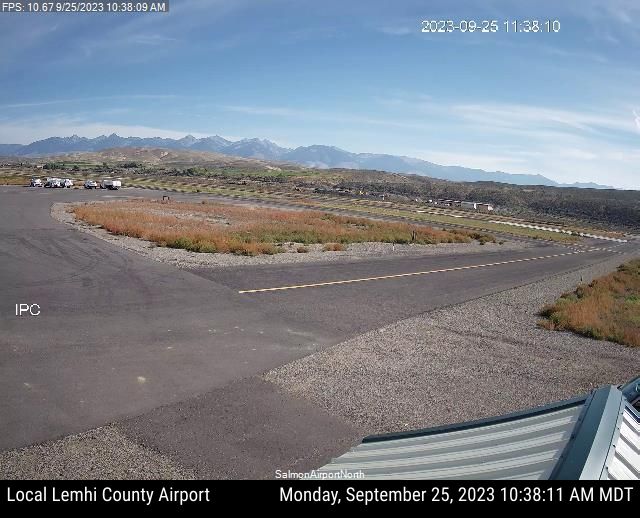 FPS: 10.67 9/25/2023 10:38:09 AM
2023-09-25 11:38:10
IPC
SalmonAirportNorth
Local Lemhi County Airport Monday, September 25, 2023 10:38:11 AM MDT